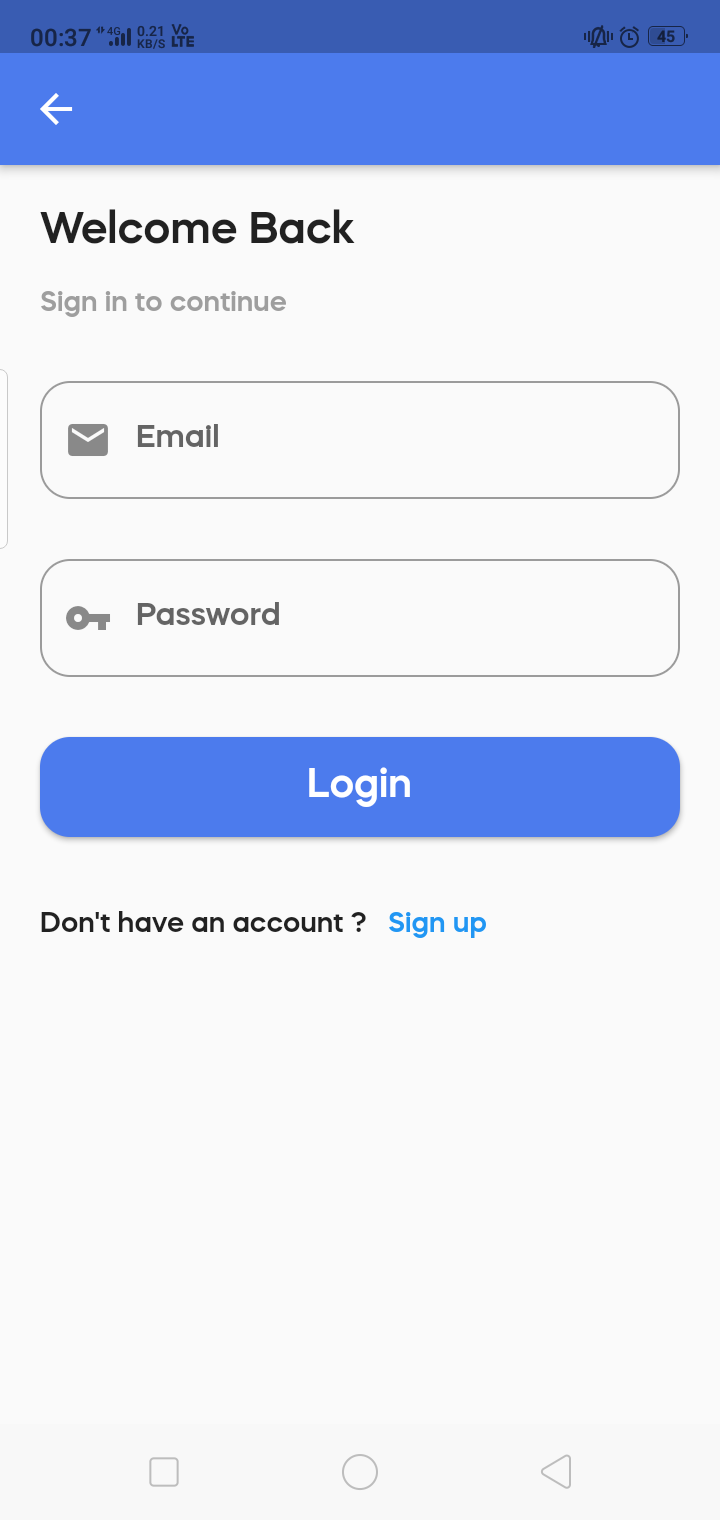 00:37 4G 0.21 KB/S Vo LTE 45
Welcome Back
Sign in to continue
Email
Password
Login
Don't have an account ? Sign up